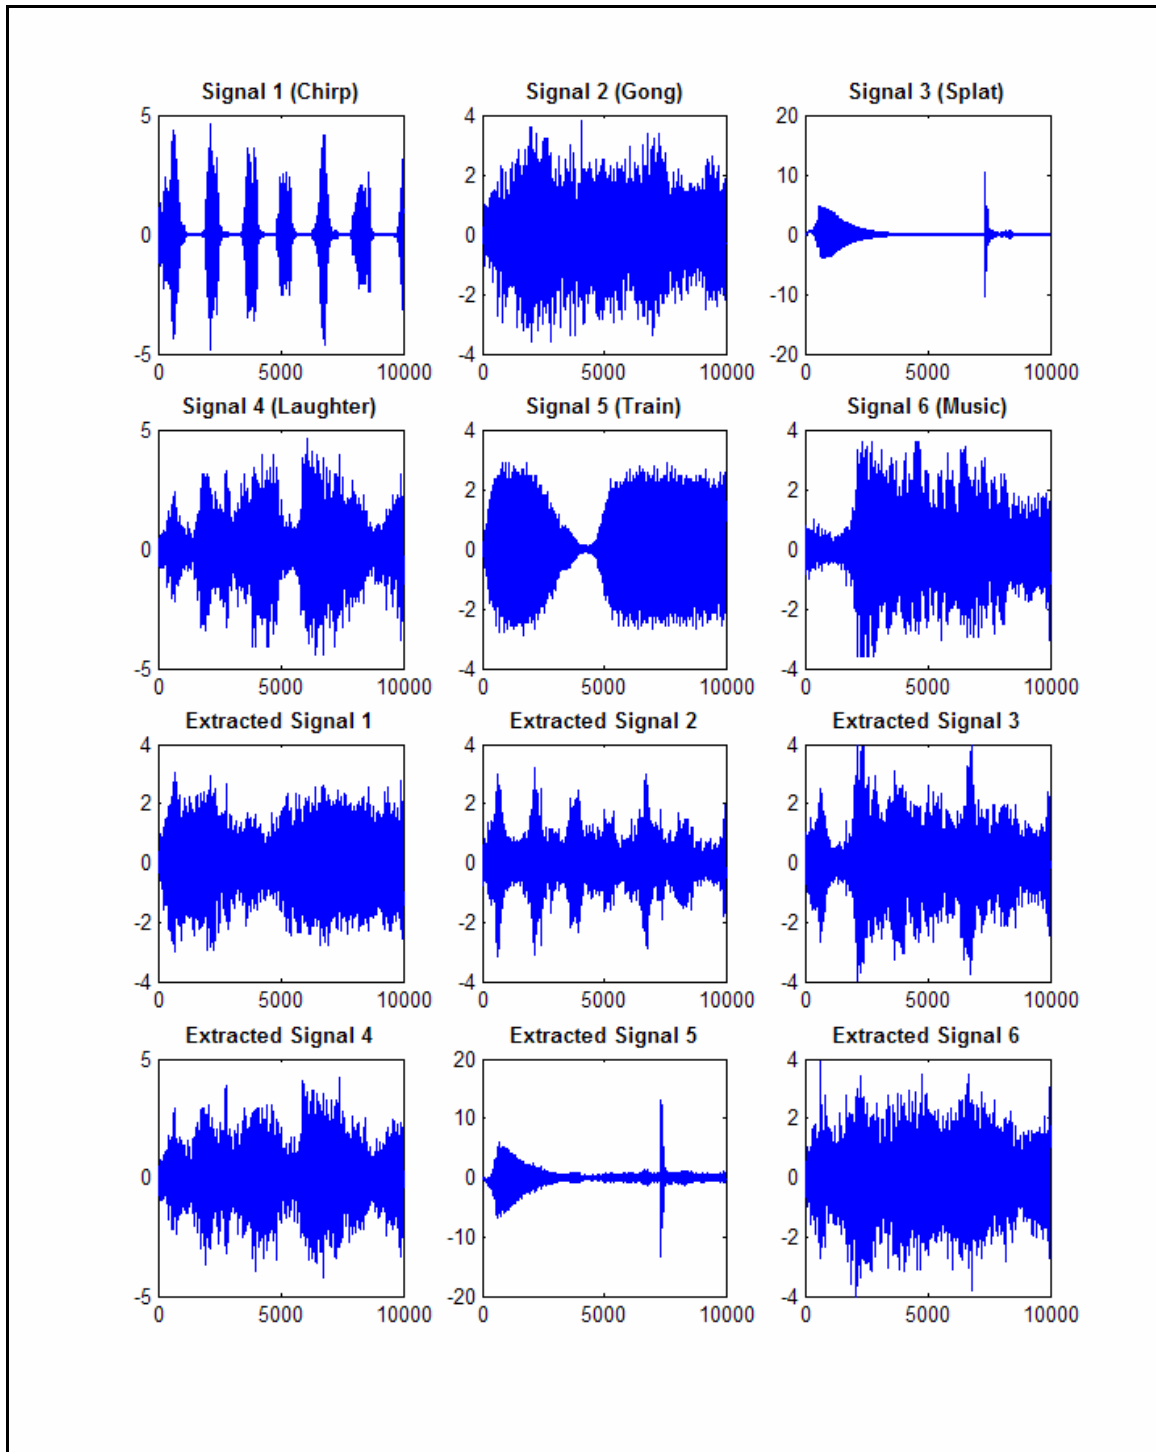 Signal 1 (Chirp) Signal 2 (Gong) Signal 3 (Splat)
5 4 20
2 10
0 0 0
-2 -10
-5 -4 -20
0 5000 10000 0 5000 10000 0 5000 10000
Signal 4 (Laughter) Signal 5 (Train) Signal 6 (Music)
5 4 4
2 2
0 0 0
-2 -2
-5 -4 -4
0 5000 10000 0 5000 10000 0 5000 10000
Extracted Signal 1 Extracted Signal 2 Extracted Signal 3
4 4 4
2 2 2
0 0 0
-2 -2 -2
-4 -4 -4
0 5000 10000 0 5000 10000 0 5000 10000
Extracted Signal 4 Extracted Signal 5 Extracted Signal 6
5 20 4
10 2
0 0 0
-10 -2
-5 -20 -4
0 5000 10000 0 5000 10000 0 5000 10000